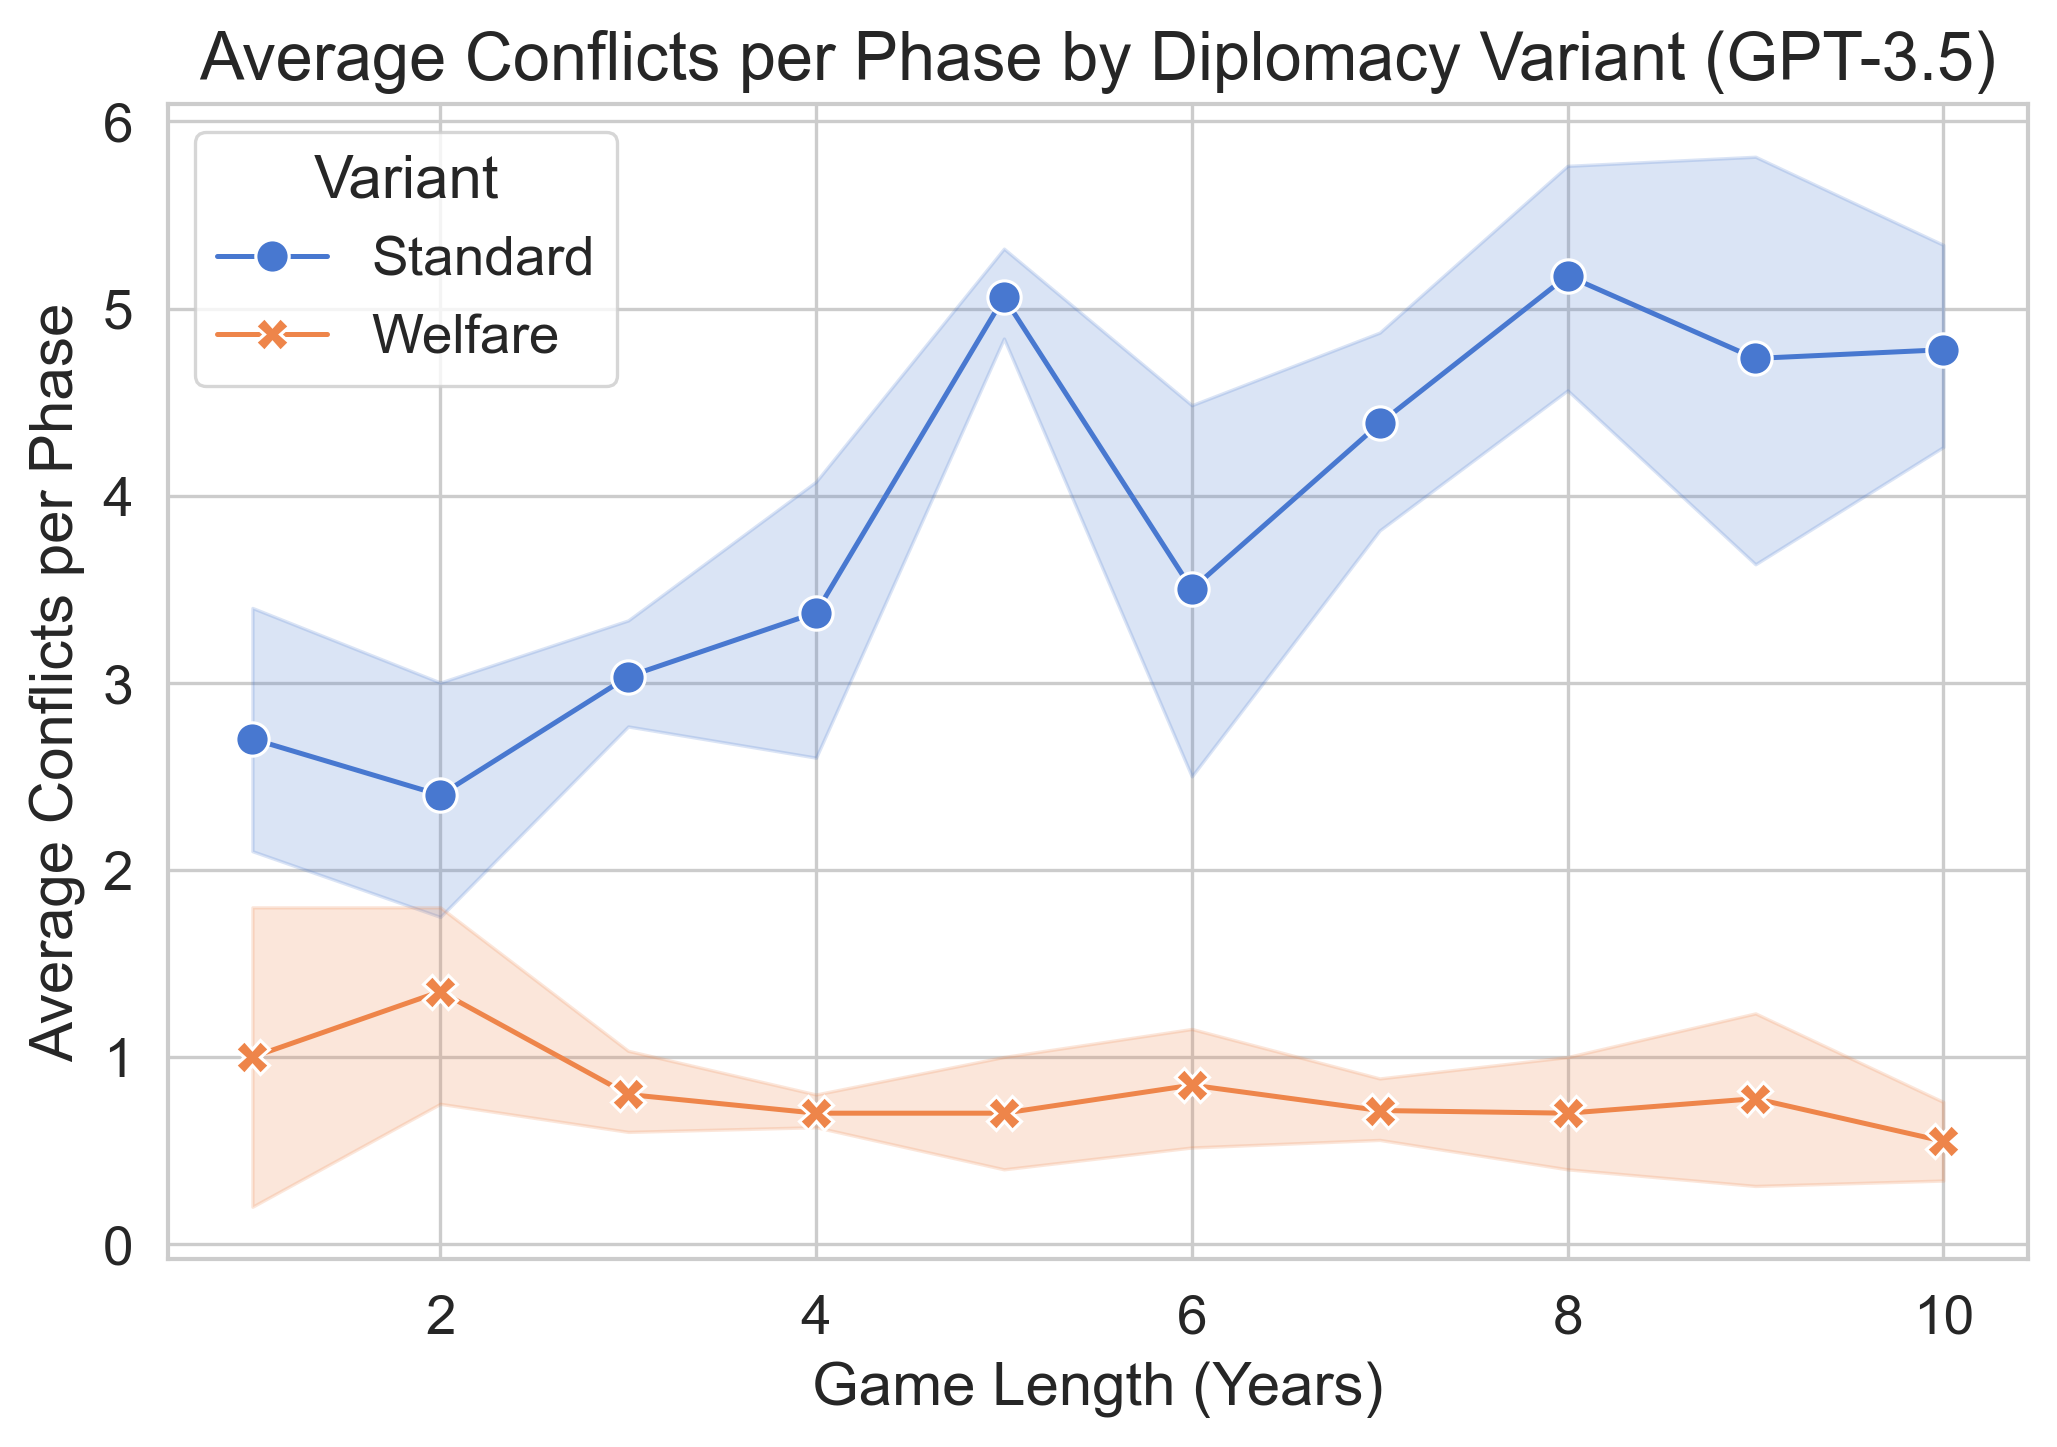 Average Conflicts per Phase by Diplomacy Variant (GPT-3.5)
Variant
Standard
Welfare
Average Conflicts per Phase
6
5
4
3
2
1
0
2 4 6 8 10
Game Length (Years)